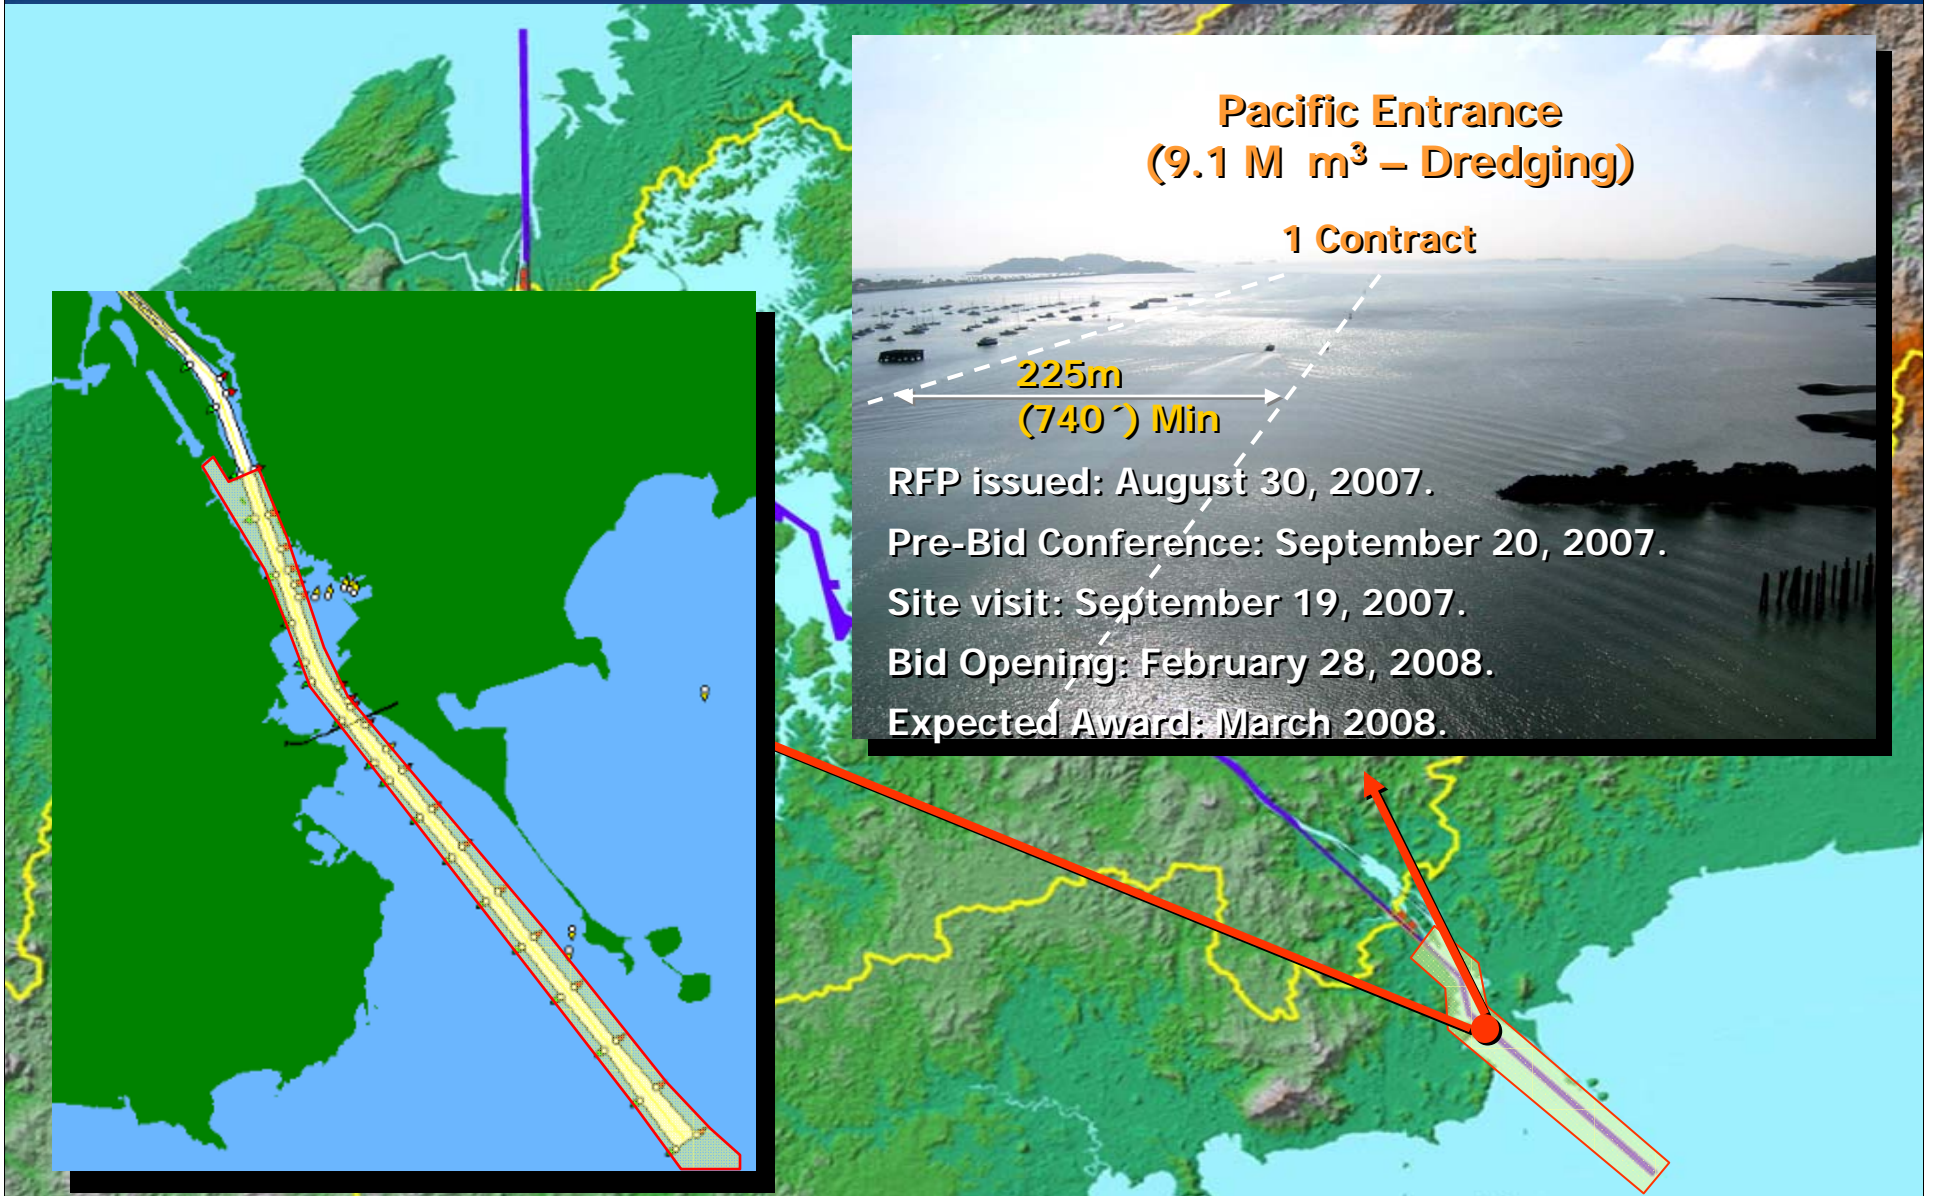 Pacific Entrance
(9.1 M m³ – Dredging)
1 Contract
225m
(740´) Min
RFP issued: August 30, 2007.
Pre-Bid Conference: September 20, 2007.
Site visit: September 19, 2007.
Bid Opening: February 28, 2008.
Expected Award: March 2008.